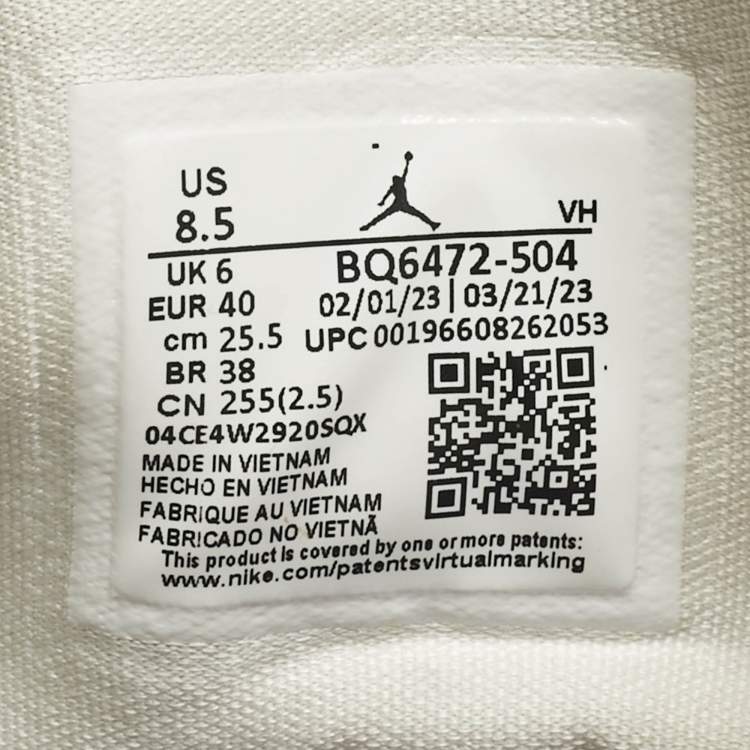 US
8.5
VH
UK 6
BQ6472-504
EUR 40
02/01/23 | 03/21/23
cm 25.5
UPC 00196608262053
BR 38
CN 255(2.5)
04CE4W2920SQX
MADE IN VIETNAM
HECHO EN VIETNAM
FABRIQUE AU VIETNAM
FABRICADO NO VIETNÃ
This product is covered by one or more patents:
www.nike.com/patentsvirtualmarking